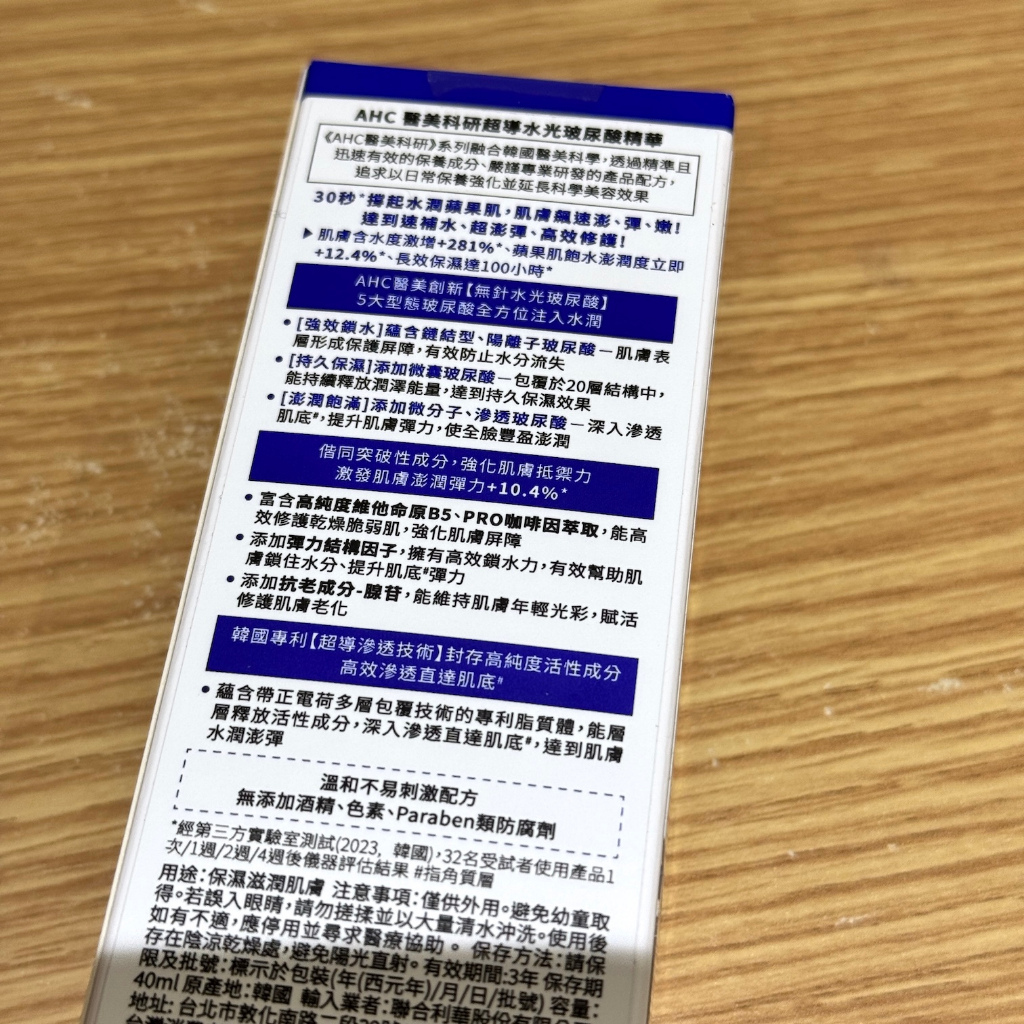 AHC 醫美科研超導水光玻尿酸精華
《AHC醫美科研》系列融合韓國醫美科學，透過精準且
迅速有效的保養成分、嚴謹專業研發的產品配方，
追求以日常保養強化並延長科學美容效果
30秒*撐起水潤蘋果肌，肌膚飆速澎、彈、嫩！
達到速補水、超澎彈、高效修護！
▶ 肌膚含水度激增+281%*、蘋果肌飽水澎潤度立即
+12.4%*、長效保濕達100小時*
AHC醫美創新【無針水光玻尿酸】
5大型態玻尿酸全方位注入水潤
• [強效鎖水]蘊含鏈結型、陽離子玻尿酸－肌膚表
層形成保護屏障，有效防止水分流失
• [持久保濕]添加微囊玻尿酸－包覆於20層結構中，
能持續釋放潤澤能量，達到持久保濕效果
• [澎潤飽滿]添加微分子、滲透玻尿酸－深入滲透
肌底#，提升肌膚彈力，使全臉豐盈澎潤
偕同突破性成分，強化肌膚抵禦力
激發肌膚澎潤彈力+10.4%*
• 富含高純度維他命原B5、PRO咖啡因萃取，能高
效修護乾燥脆弱肌，強化肌膚屏障
• 添加彈力結構因子，擁有高效鎖水力，有效幫助肌
膚鎖住水分、提升肌底#彈力
• 添加抗老成分-腺苷，能維持肌膚年輕光彩，賦活
修護肌膚老化
韓國專利【超導滲透技術】封存高純度活性成分
高效滲透直達肌底#
• 蘊含帶正電荷多層包覆技術的專利脂質體，能層
層釋放活性成分，深入滲透直達肌底#，達到肌膚
水潤澎彈
溫和不易刺激配方
無添加酒精、色素、Paraben類防腐劑
*經第三方實驗室測試(2023, 韓國)，32名受試者使用產品1
次/1週/2週/4週後儀器評估結果 #指角質層
用途：保濕滋潤肌膚 注意事項：僅供外用。避免幼童取
得。若誤入眼睛，請勿搓揉並以大量清水沖洗。使用後
如有不適，應停用並尋求醫療協助。 保存方法：請保
存在陰涼乾燥處，避免陽光直射。有效期間：3年 保存期
限及批號：標示於包裝(年(西元年)/月/日/批號) 容量：
40ml 原產地：韓國 輸入業者：聯合利華股份有限公司
地址：台北市敦化南路一段